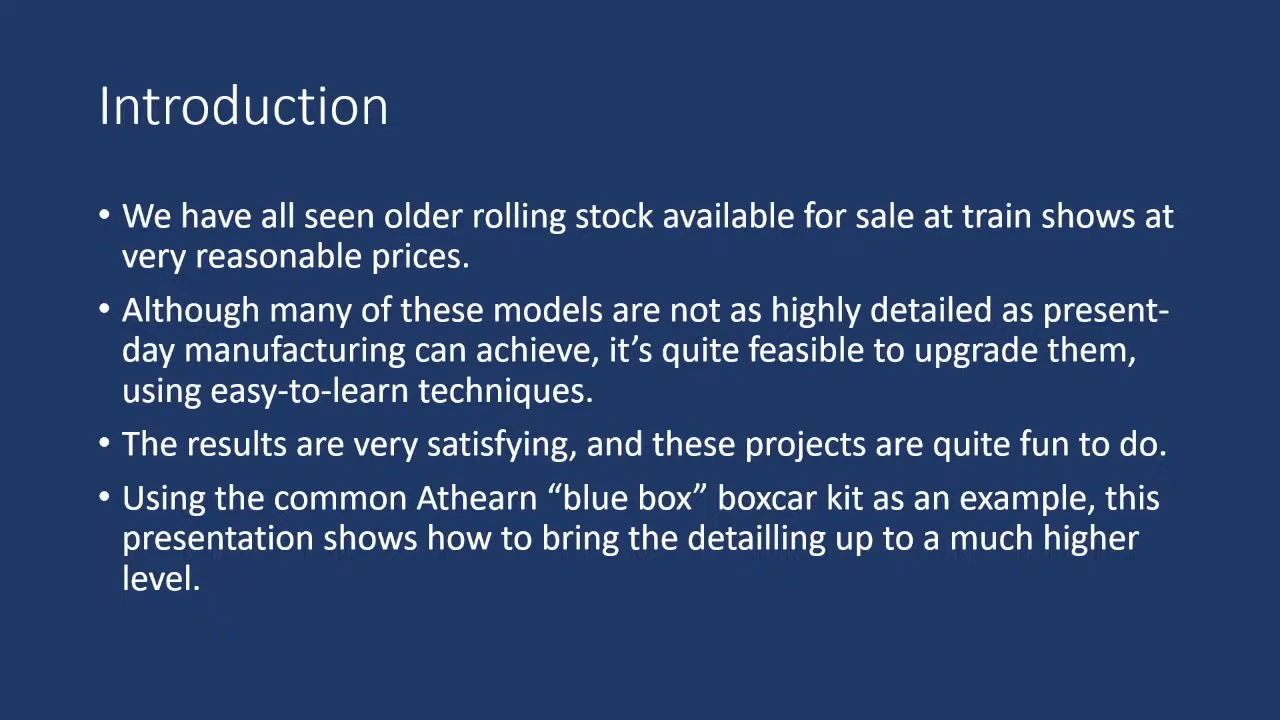 Introduction
• We have all seen older rolling stock available for sale at train shows at
very reasonable prices.
• Although many of these models are not as highly detailed as present-
day manufacturing can achieve, it’s quite feasible to upgrade them,
using easy-to-learn techniques.
• The results are very satisfying, and these projects are quite fun to do.
• Using the common Athearn “blue box” boxcar kit as an example, this
presentation shows how to bring the detailling up to a much higher
level.